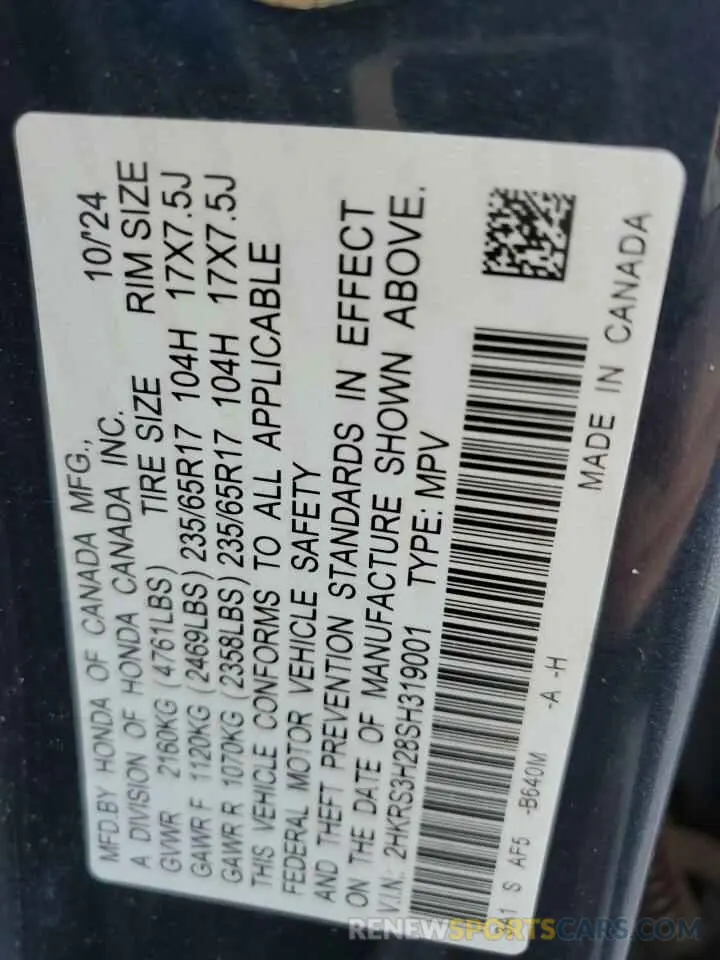 MFD.BY HONDA OF CANADA MFG., 10/'24
A DIVISION OF HONDA CANADA INC.
GVWR 2160KG (4761LBS) TIRE SIZE RIM SIZE
GAWR F 1120KG (2469LBS) 235/65R17 104H 17X7.5J
GAWR R 1070KG (2358LBS) 235/65R17 104H 17X7.5J
THIS VEHICLE CONFORMS TO ALL APPLICABLE
FEDERAL MOTOR VEHICLE SAFETY
AND THEFT PREVENTION STANDARDS IN EFFECT
ON THE DATE OF MANUFACTURE SHOWN ABOVE.
V.I.N: 2HKRS3H28SH319001 TYPE: MPV
S AF5 -B640M -A -H
MADE IN CANADA
RENEWSPORTSCARS.COM